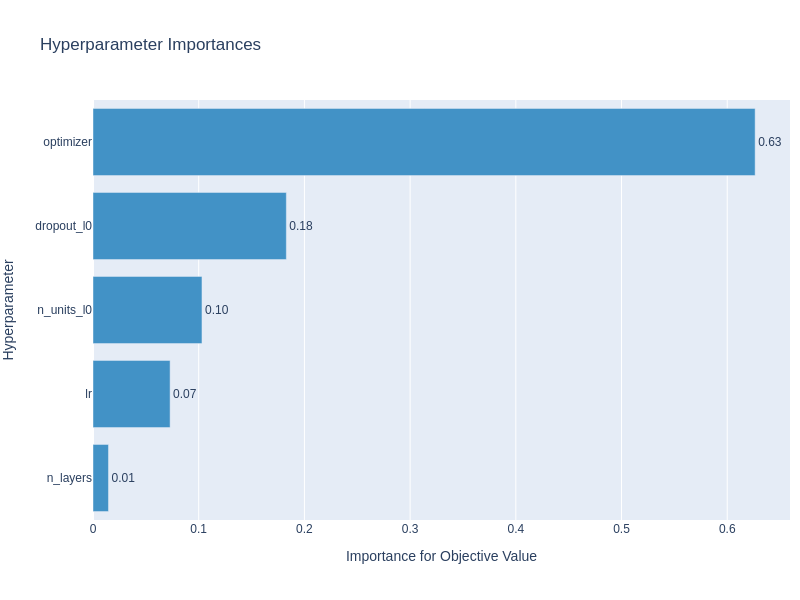 Hyperparameter Importances
optimizer
0.63
dropout_l0
0.18
n_units_l0
0.10
lr
0.07
n_layers
0.01
0 0.1 0.2 0.3 0.4 0.5 0.6
Importance for Objective Value
Hyperparameter